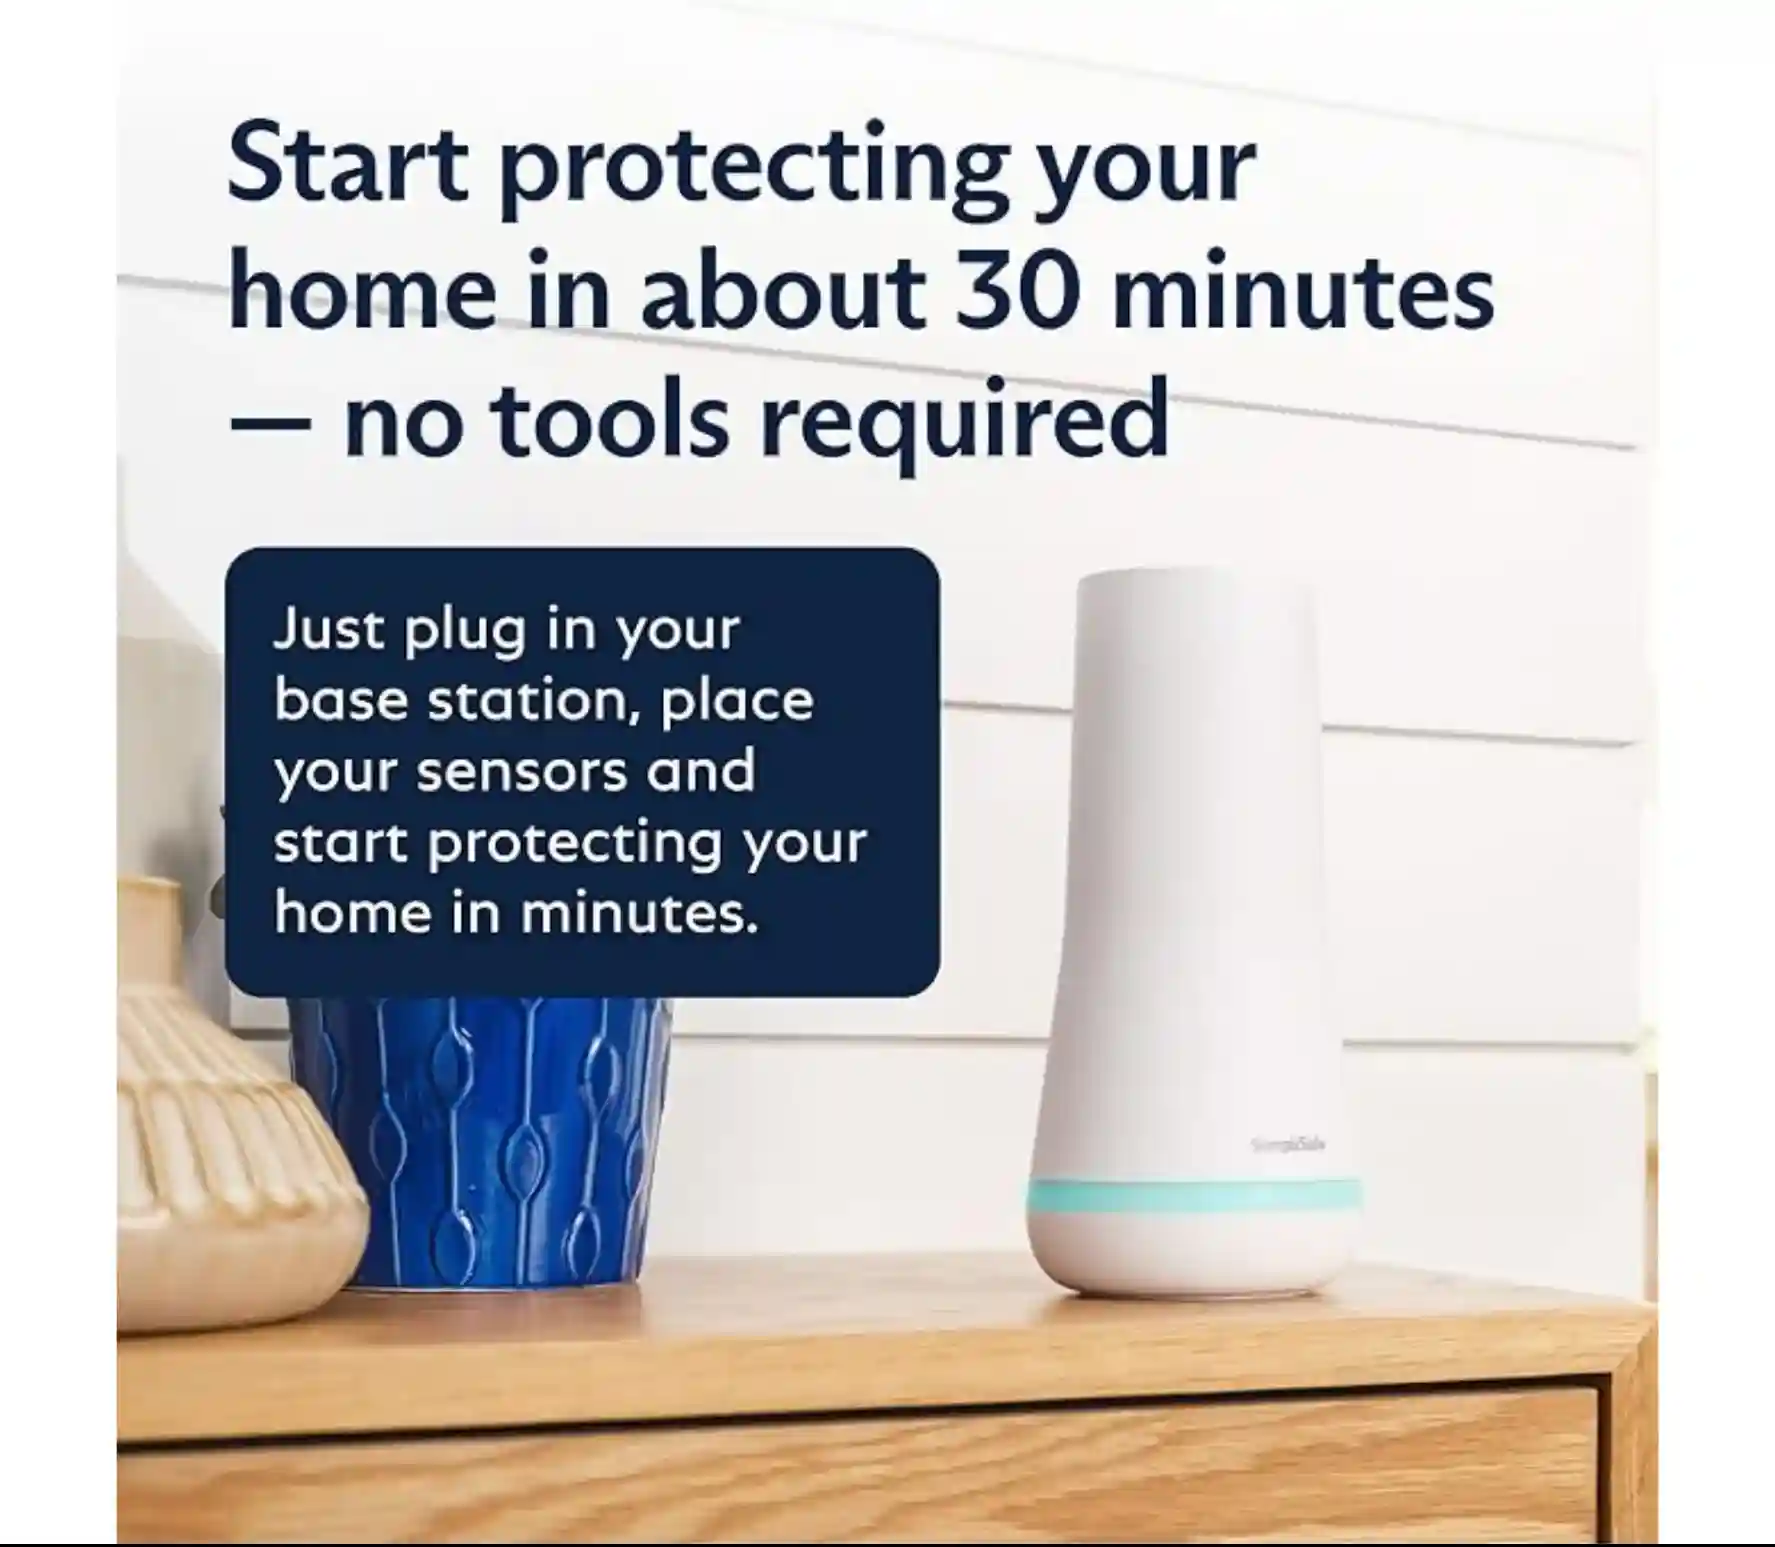 Start protecting your
home in about 30 minutes
— no tools required
Just plug in your
base station, place
your sensors and
start protecting your
home in minutes.
SimpliSafe